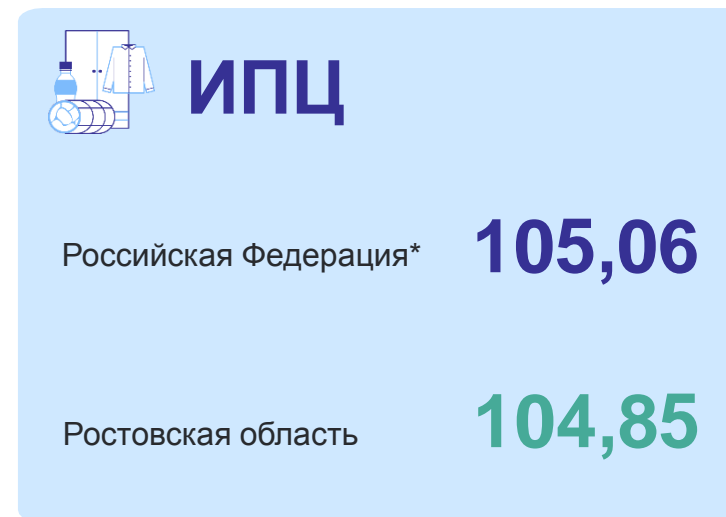 ИПЦ
Российская Федерация* 105,06
Ростовская область 104,85